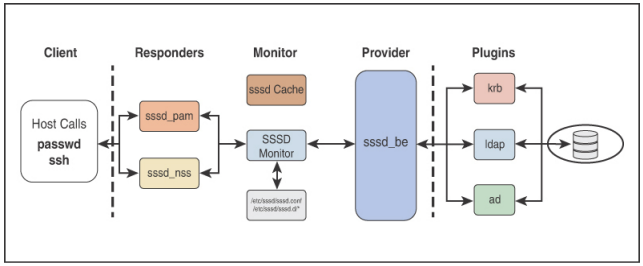 Client
Responders
Monitor
Provider
Plugins
Host Calls
passwd
ssh
sssd_pam
sssd_nss
sssd Cache
SSSD
Monitor
/etc/sssd/sssd.conf
/etc/sssd/sssd.d/*
sssd_be
krb
ldap
ad